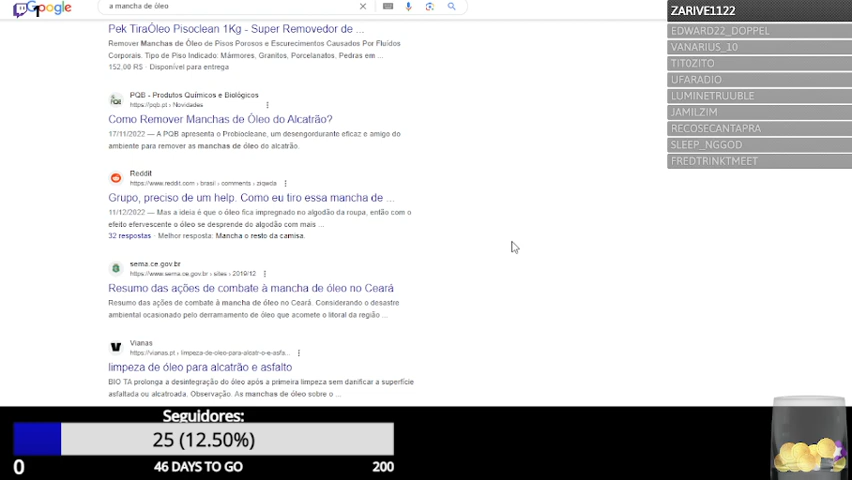 Google
a mancha de óleo
Pek TiraÓleo Pisoclean 1Kg - Super Removedor de ...
Remover Manchas de Óleo de Pisos Porosos e Escurecimentos Causados Por Fluídos
Corporais. Tipo de Piso Indicado: Mármores, Granitos, Porcelanatos, Pedras em ...
152,00 R$ · Disponível para entrega
PQB - Produtos Químicos e Biológicos
https://pqb.pt › Novidades
Como Remover Manchas de Óleo do Alcatrão?
17/11/2022 — A PQB apresenta o Probiocleane, um desengordurante eficaz e amigo do
ambiente para remover as manchas de óleo do alcatrão.
Reddit
https://www.reddit.com › brasil › comments › ziqwda
Grupo, preciso de um help. Como eu tiro essa mancha de ...
11/12/2022 — Mas a ideia é que o óleo fica impregnado no algodão da roupa, então com o
efeito efervescente o óleo se desprende do algodão com mais ...
32 respostas · Melhor resposta: Mancha o resto da camisa.
sema.ce.gov.br
https://www.sema.ce.gov.br › sites › 2019/12
Resumo das ações de combate à mancha de óleo no Ceará
Resumo das ações de combate à mancha de óleo no Ceará. Considerando o desastre
ambiental ocasionado pelo derramamento de óleo que acomete o litoral da região ...
Vianas
https://vianas.pt › limpeza-de-oleo-para-alcatr-o-e-asfa...
limpeza de óleo para alcatrão e asfalto
BIO TA prolonga a desintegração do óleo após a primeira limpeza sem danificar a superfície
asfaltada ou alcatroada. Observação. As manchas de óleo sobre o ...
ZARIVE1122
EDWARD22_DOPPEL
VANARIUS_10
TIT0ZITO
UFARADIO
LUMINETRUUBLE
JAMILZIM
RECOSECANTAPRA
SLEEP_NGGOD
FREDTRINKTMEET
Seguidores:
25 (12.50%)
0
46 DAYS TO GO
200